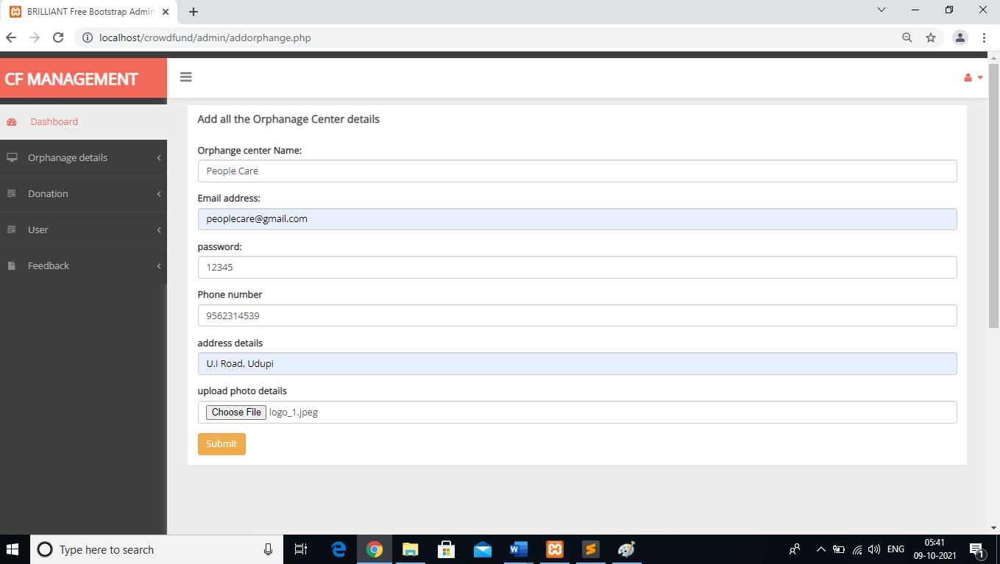 BRILLIANT Free Bootstrap Admin
localhost/crowdfund/admin/addorphange.php
CF MANAGEMENT
Dashboard
Orphanage details
Donation
User
Feedback
Add all the Orphanage Center details
Orphange center Name:
People Care
Email address:
peoplecare@gmail.com
password:
12345
Phone number
9562314539
address details
U.I Road, Udupi
upload photo details
Choose File logo_1.jpeg
Submit
Type here to search
ENG
05:41
09-10-2021
1